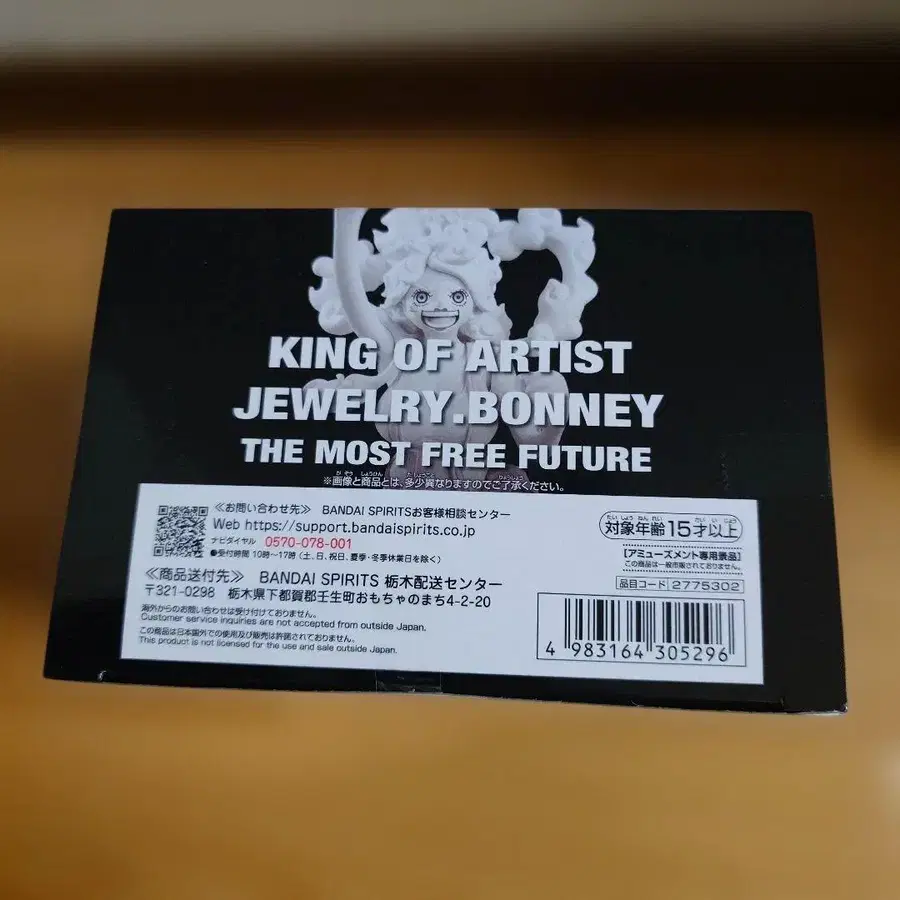 KING OF ARTIST
JEWELRY.BONNEY
THE MOST FREE FUTURE
※画像と商品とは、多少異なりますのでご了承ください。
≪お問い合わせ先≫ BANDAI SPIRITSお客様相談センター
Web https://support.bandaispirits.co.jp
ナビダイヤル 0570-078-001
●受付時間 10時〜17時(土、日、祝日、夏季・冬季休業日を除く)
≪商品送付先≫ BANDAI SPIRITS 栃木配送センター
〒321-0298 栃木県下都賀郡壬生町おもちゃのまち4-2-20
海外からのお問い合わせは受け付けておりません。
Customer service inquiries are not accepted from outside Japan.
この商品は日本国外での使用及び販売は許諾されておりません。
This product is not licensed for the use and sale outside Japan.
対象年齢15才以上
【アミューズメント専用景品】
この商品は一般市販されておりません。
品目コード 2775302
4 983164 305296